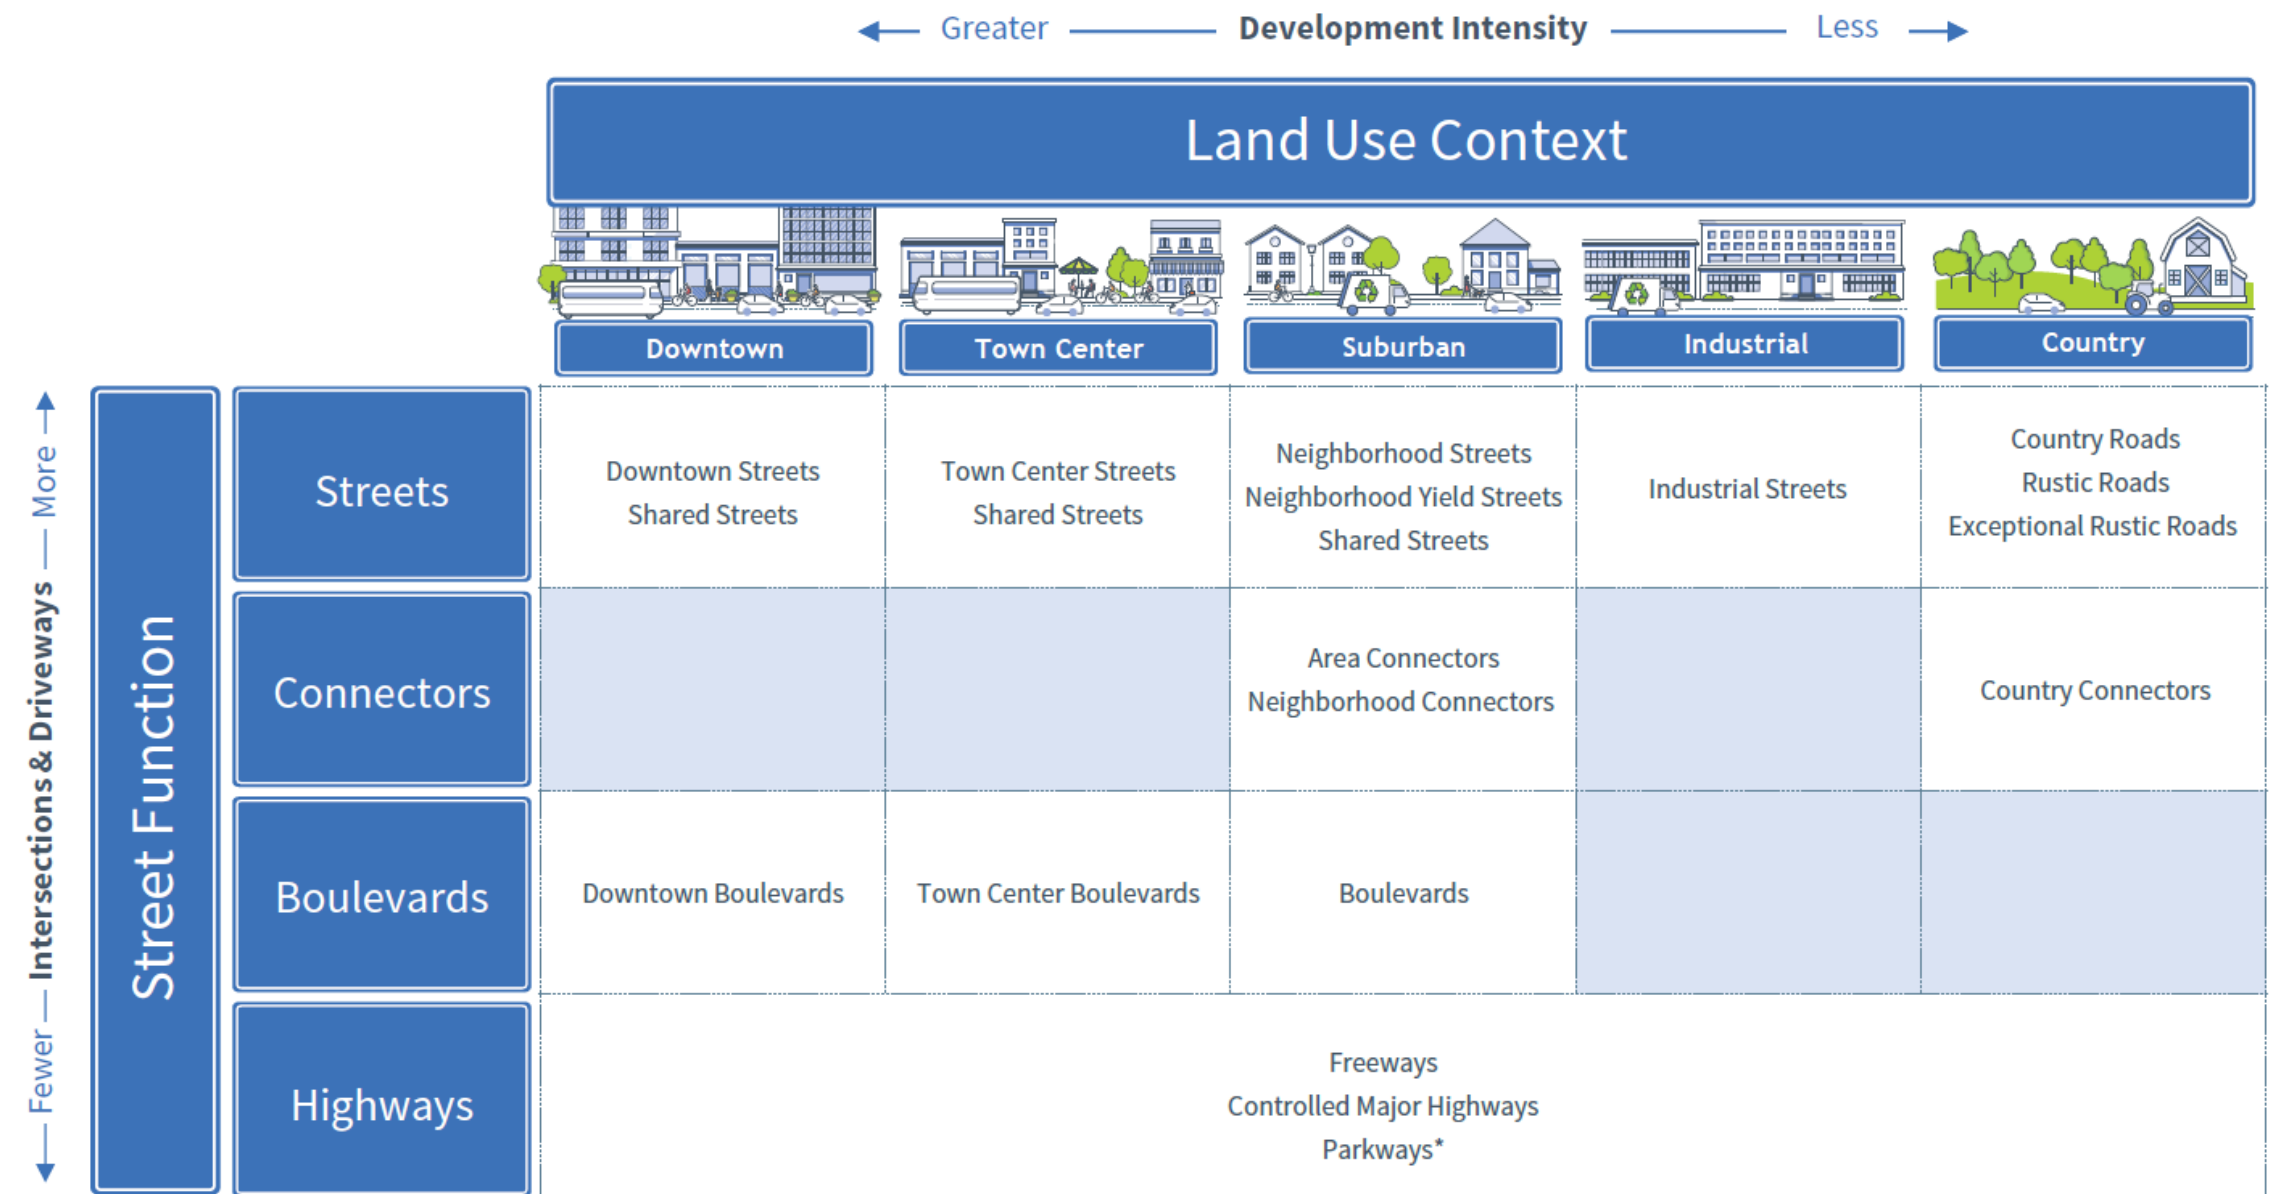 Greater Development Intensity Less
Land Use Context
Downtown Town Center Suburban Industrial Country
Intersections & Driveways
More
Fewer
Street Function
Streets
Downtown Streets
Shared Streets
Town Center Streets
Shared Streets
Neighborhood Streets
Neighborhood Yield Streets
Shared Streets
Industrial Streets
Country Roads
Rustic Roads
Exceptional Rustic Roads
Connectors
Area Connectors
Neighborhood Connectors
Country Connectors
Boulevards
Downtown Boulevards
Town Center Boulevards
Boulevards
Highways
Freeways
Controlled Major Highways
Parkways*